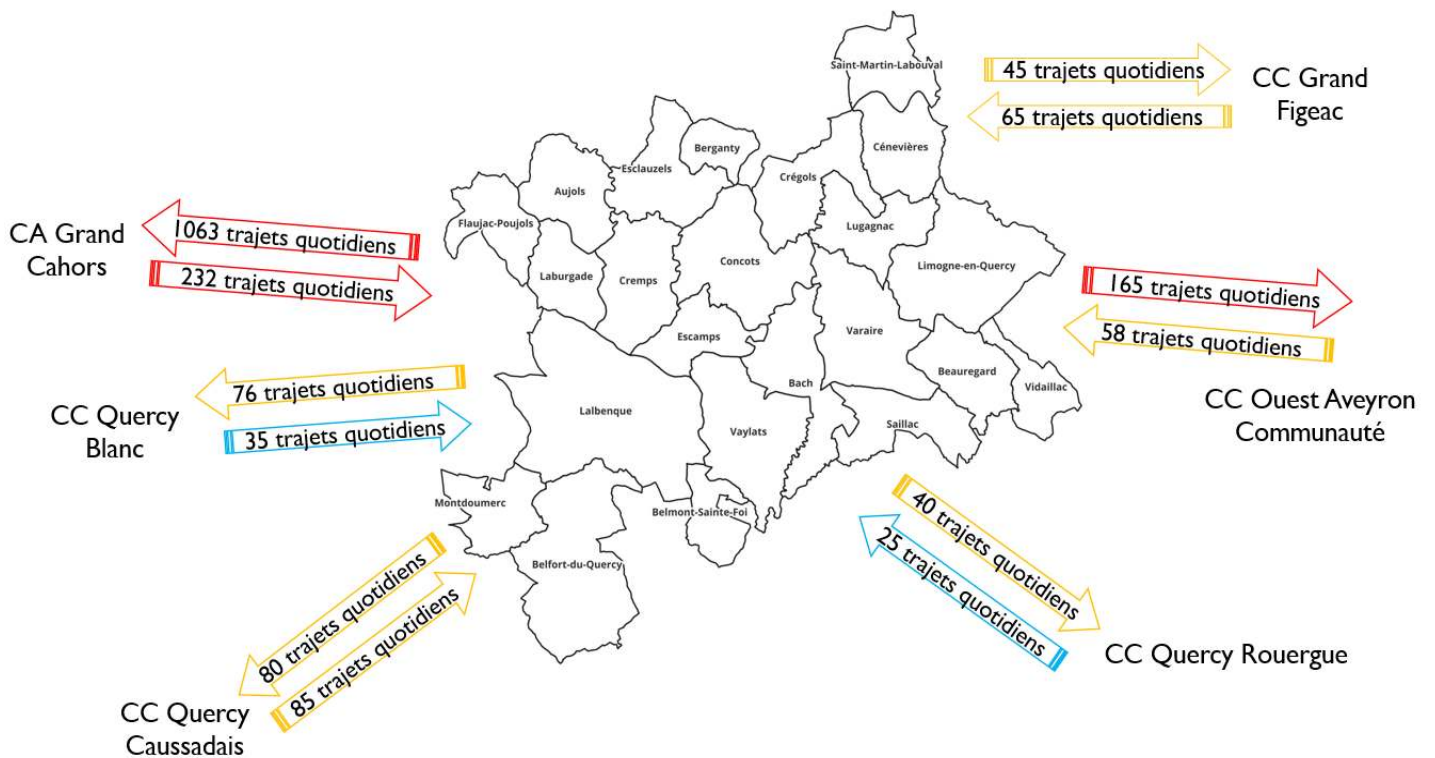 Saint-Martin-Labouval
45 trajets quotidiens
65 trajets quotidiens
CC Grand
Figeac
Berganty
Cénevières
Esclauzels
Crégols
Aujols
Flaujac-Poujols
Lugagnac
CA Grand
Cahors
1063 trajets quotidiens
232 trajets quotidiens
Laburgade
Cremps
Concots
Limogne-en-Quercy
165 trajets quotidiens
58 trajets quotidiens
CC Ouest Aveyron
Communauté
Escamps
Varaire
Beauregard
Vidaillac
Bach
CC Quercy
Blanc
76 trajets quotidiens
35 trajets quotidiens
Lalbenque
Vaylats
Saillac
Montdoumerc
Belmont-Sainte-Foi
Belfort-du-Quercy
40 trajets quotidiens
25 trajets quotidiens
CC Quercy Rouergue
80 trajets quotidiens
85 trajets quotidiens
CC Quercy
Caussadais